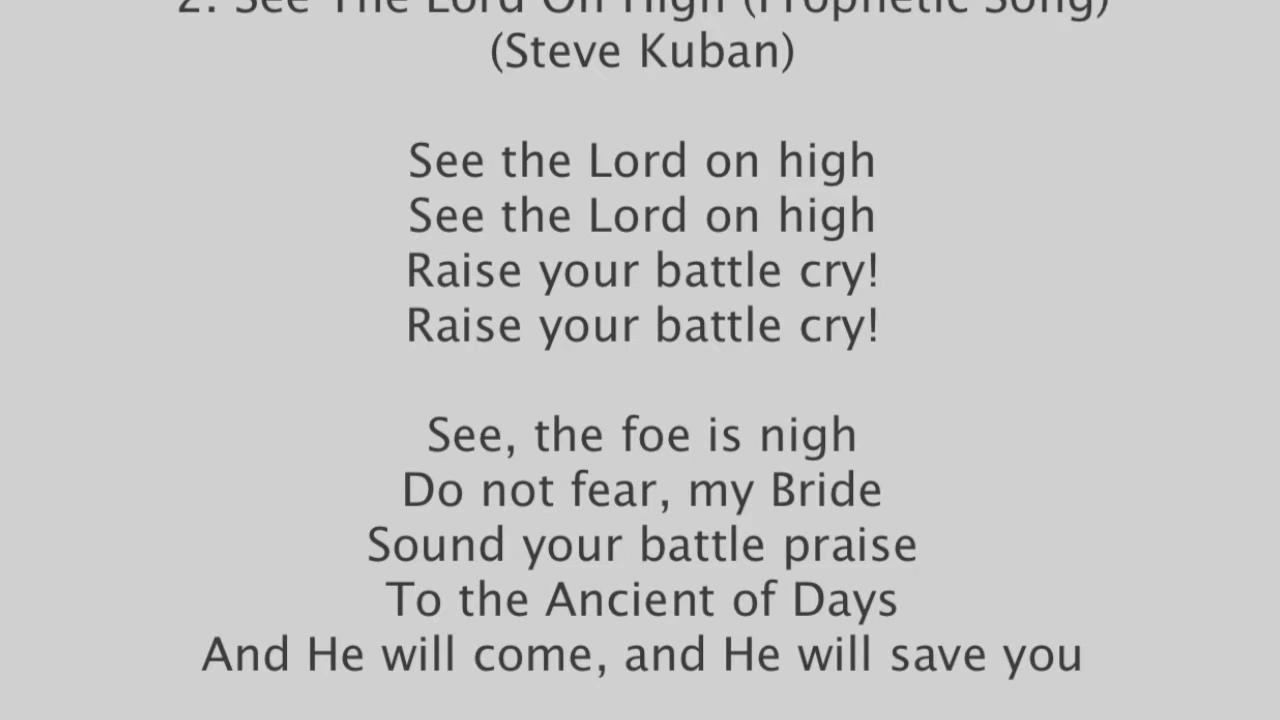 2. See The Lord On High (Prophetic Song)
(Steve Kuban)
See the Lord on high
See the Lord on high
Raise your battle cry!
Raise your battle cry!
See, the foe is nigh
Do not fear, my Bride
Sound your battle praise
To the Ancient of Days
And He will come, and He will save you